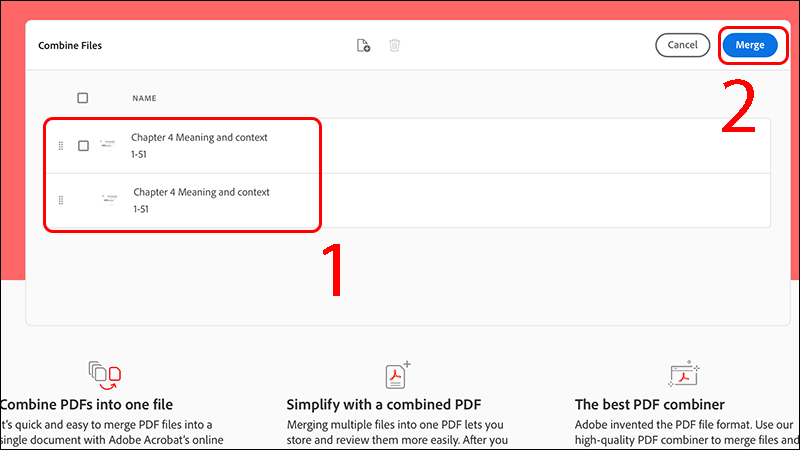 Combine Files
Cancel
Merge
2
NAME
Chapter 4 Meaning and context
1-51
Chapter 4 Meaning and context
1-51
1
Combine PDFs into one file
t's quick and easy to merge PDF files into a
single document with Adobe Acrobat's online
Simplify with a combined PDF
Merging multiple files into one PDF lets you
store and review them more easily. After you
The best PDF combiner
Adobe invented the PDF file format. Use our
high-quality PDF combiner to merge files and